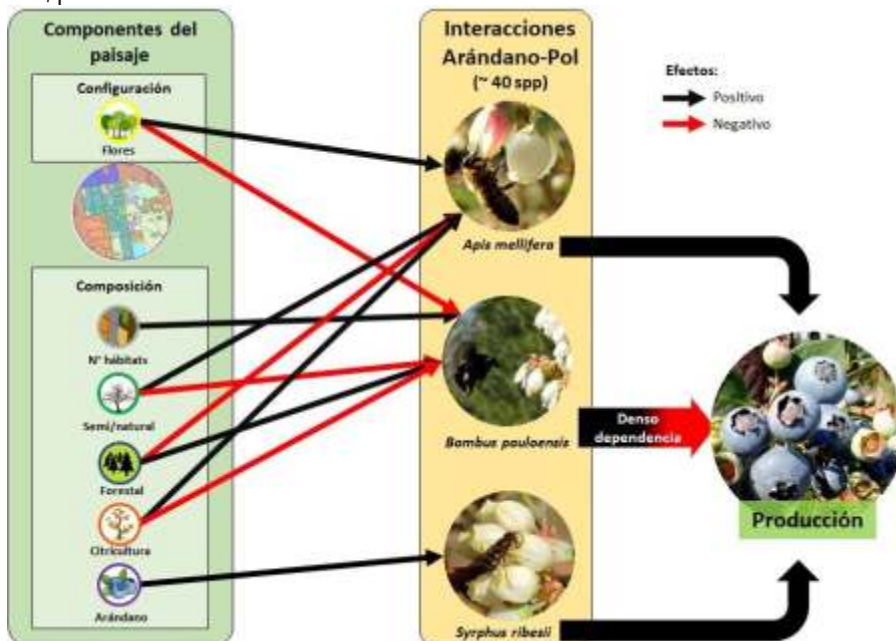 Componentes del
paisaje
Configuración
Flores
Composición
N° hábitats
Semi/natural
Forestal
Citricultura
Arándano
Interacciones
Arándano-Pol
(~ 40 spp)
Apis mellifera
Bombus pauloensis
Syrphus ribesii
Efectos:
Positivo
Negativo
Denso
dependencia
Producción